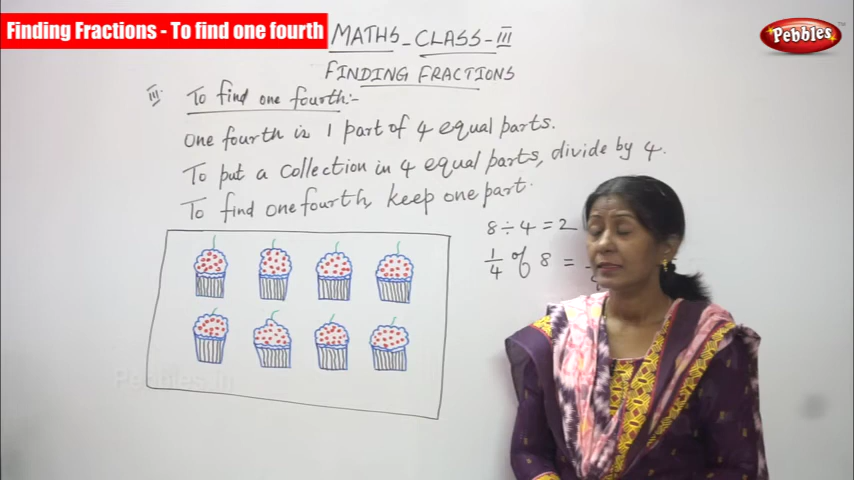 Finding Fractions - To find one fourth
MATHS_CLASS-III
Pebbles
FINDING FRACTIONS
III. To find one fourth:-
One fourth is 1 part of 4 equal parts.
To put a collection in 4 equal parts, divide by 4.
To find one fourth, keep one part.
8 ÷ 4 = 2
1/4 of 8 =
Pebbles.in